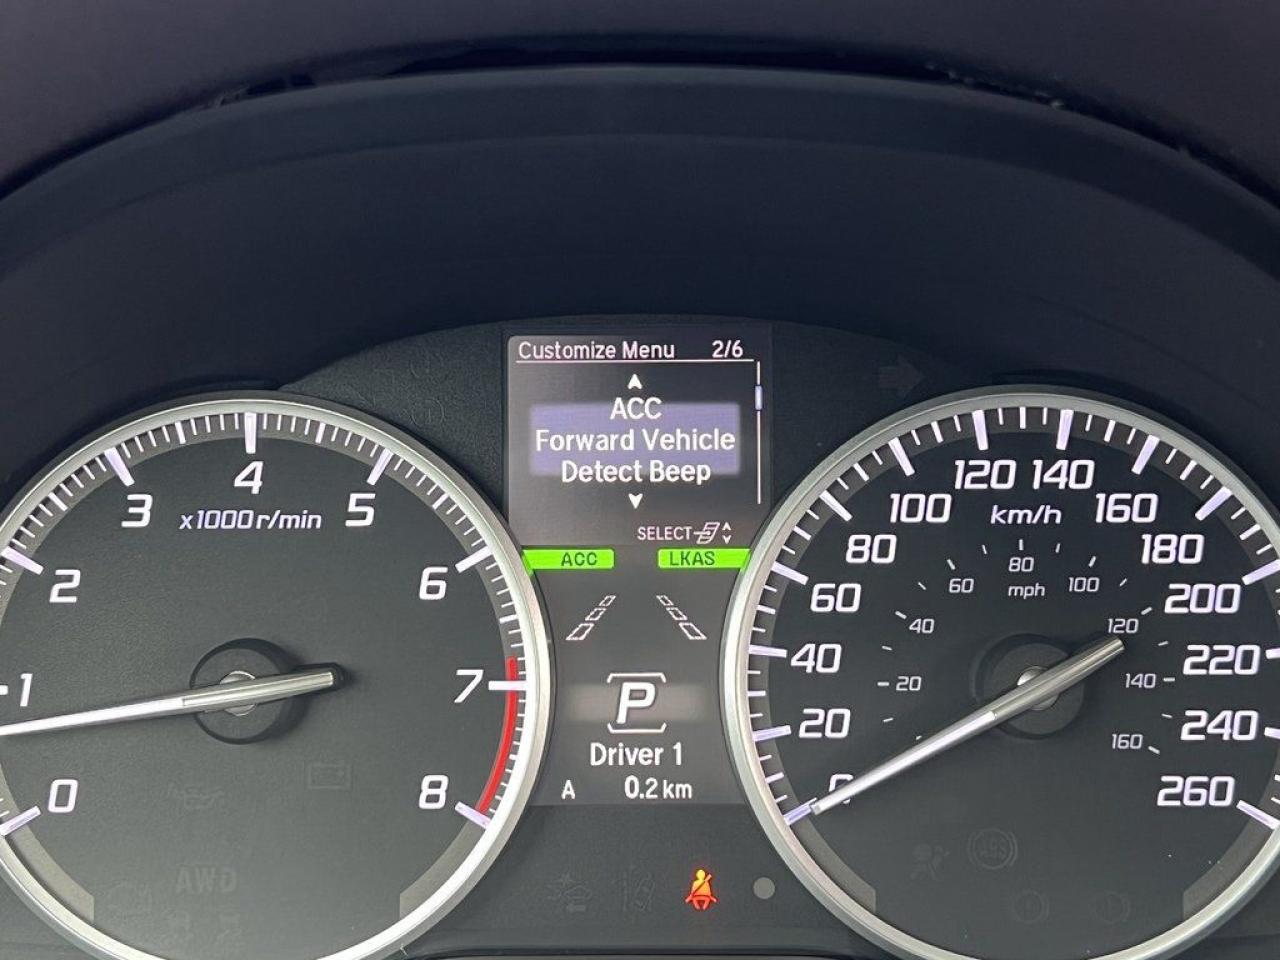 Customize Menu 2/6
ACC
Forward Vehicle
Detect Beep
SELECT
ACC LKAS
P
Driver 1
A 0.2 km
0
1
2
3
4
5
6
7
8
x1000 r/min
AWD
0
20
40
60
80
100
120
140
160
180
200
220
240
260
km/h
20
40
60
80
100
120
140
160
mph